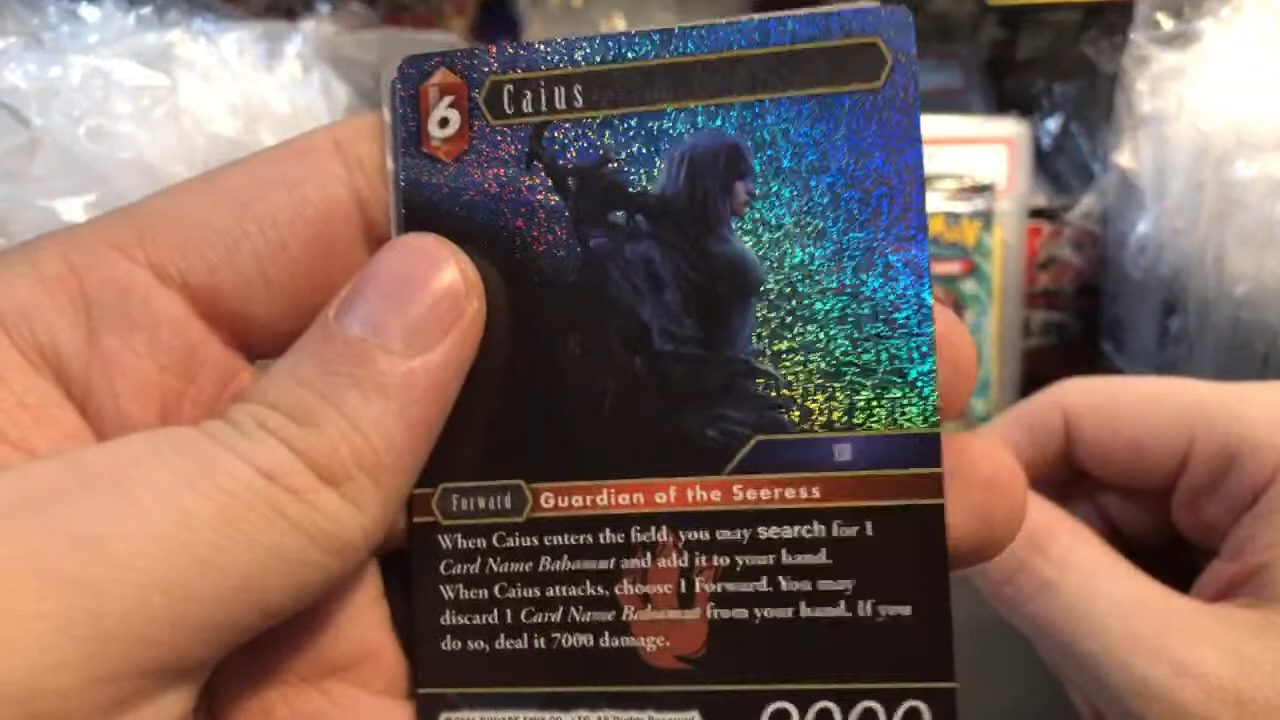 6
Caius
Forward
Guardian of the Seeress
When Caius enters the field, you may search for 1
Card Name Bahamut and add it to your hand.
When Caius attacks, choose 1 Forward. You may
discard 1 Card Name Bahamut from your hand. If you
do so, deal it 7000 damage.